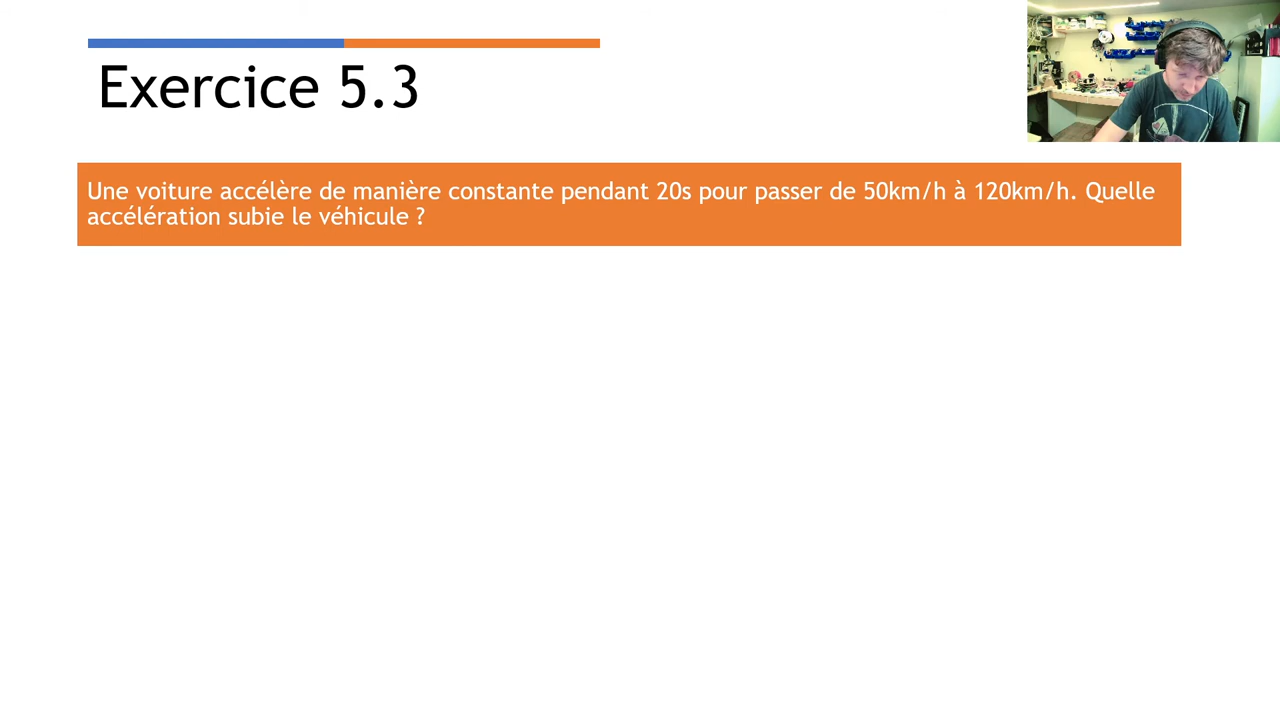 Exercice 5.3
Une voiture accélère de manière constante pendant 20s pour passer de 50km/h à 120km/h. Quelle
accélération subie le véhicule ?